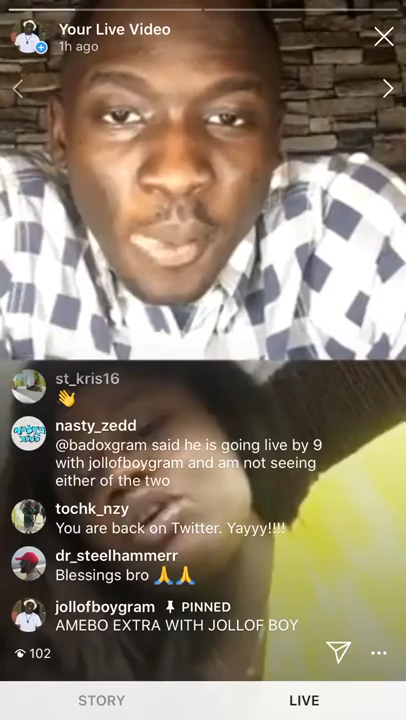 Your Live Video
1h ago
st_kris16
👋
nasty_zedd
@badoxgram said he is going live by 9
with jollofboygram and am not seeing
either of the two
tochk_nzy
You are back on Twitter. Yayyy!!!!
dr_steelhammerr
Blessings bro 🙏🙏
jollofboygram PINNED
AMEBO EXTRA WITH JOLLOF BOY
102
STORY LIVE